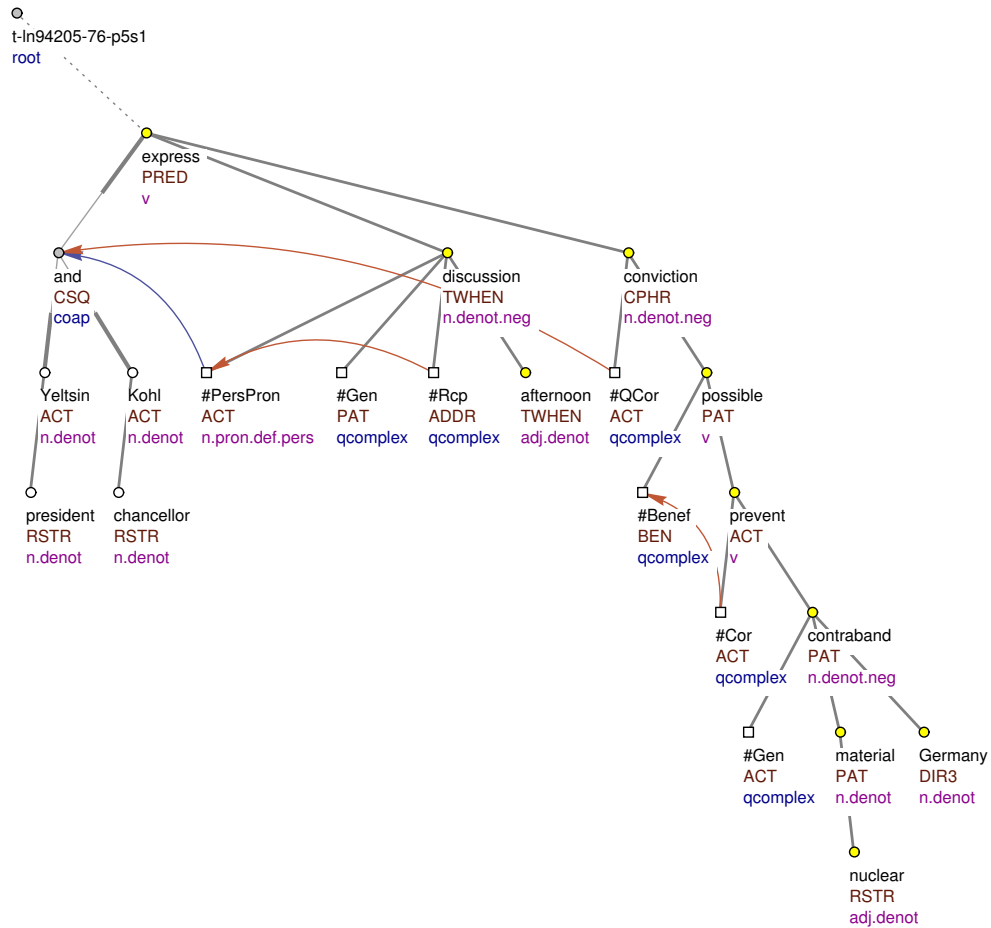 t-ln94205-76-p5s1
root
express
PRED
v
and
CSQ
coap
discussion
TWHEN
n.denot.neg
conviction
CPHR
n.denot.neg
Yeltsin
ACT
n.denot
Kohl
ACT
n.denot
#PersPron
ACT
n.pron.def.pers
#Gen
PAT
qcomplex
#Rcp
ADDR
qcomplex
afternoon
TWHEN
adj.denot
#QCor
ACT
qcomplex
possible
PAT
v
president
RSTR
n.denot
chancellor
RSTR
n.denot
#Benef
BEN
qcomplex
prevent
ACT
v
#Cor
ACT
qcomplex
contraband
PAT
n.denot.neg
#Gen
ACT
qcomplex
material
PAT
n.denot
Germany
DIR3
n.denot
nuclear
RSTR
adj.denot